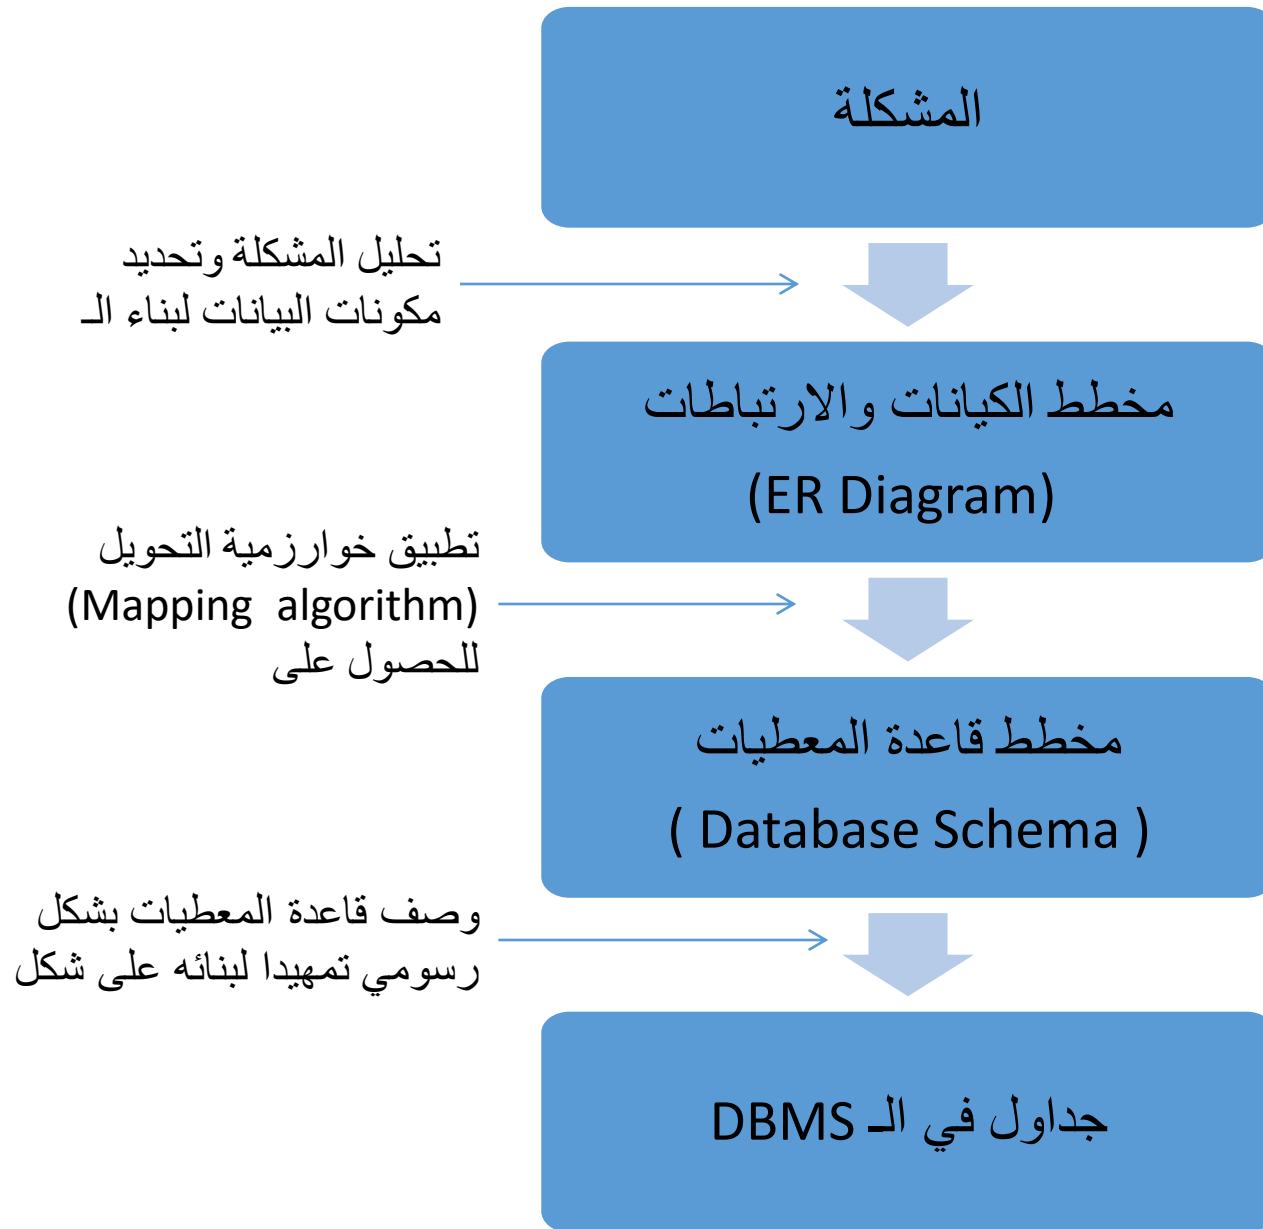 المشكلة
تحليل المشكلة وتحديد
مكونات البيانات لبناء الـ
مخطط الكيانات والارتباطات
(ER Diagram)
تطبيق خوارزمية التحويل
(Mapping algorithm)
للحصول على
مخطط قاعدة المعطيات
( Database Schema )
وصف قاعدة المعطيات بشكل
رسومي تمهيدا لبنائه على شكل
جداول في الـ DBMS